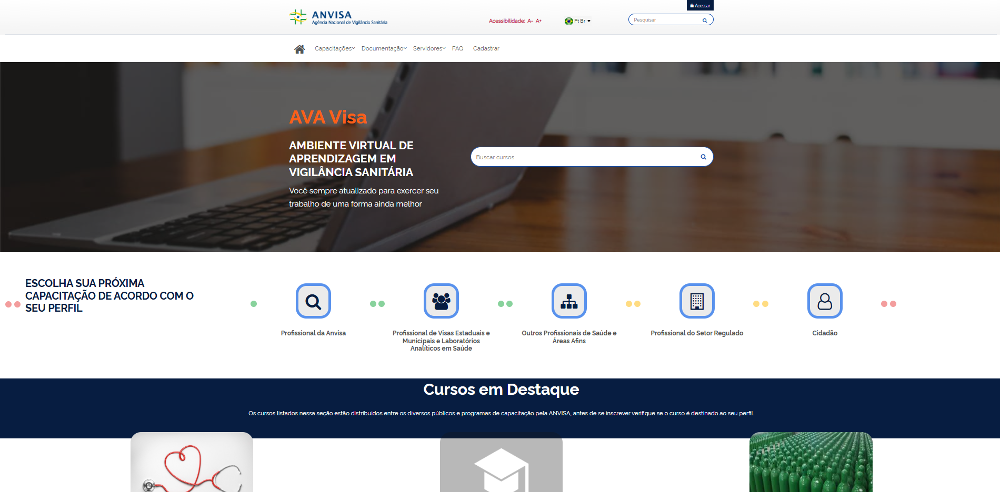 Acessar
ANVISA
Agência Nacional de Vigilância Sanitária
Acessibilidade: A- A+
Pt Br
Pesquisar
Capacitações
Documentação
Servidores
FAQ
Cadastrar
AVA Visa
AMBIENTE VIRTUAL DE
APRENDIZAGEM EM
VIGILÂNCIA SANITÁRIA
Você sempre atualizado para exercer seu
trabalho de uma forma ainda melhor
Buscar cursos
ESCOLHA SUA PRÓXIMA
CAPACITAÇÃO DE ACORDO COM O
SEU PERFIL
Profissional da Anvisa
Profissional de Visas Estaduais e
Municipais e Laboratórios
Analíticos em Saúde
Outros Profissionais de Saúde e
Áreas Afins
Profissional do Setor Regulado
Cidadão
Cursos em Destaque
Os cursos listados nessa seção estão distribuidos entre os diversos públicos e programas de capacitação pela ANVISA, antes de se inscrever verifique se o curso é destinado ao seu perfil.